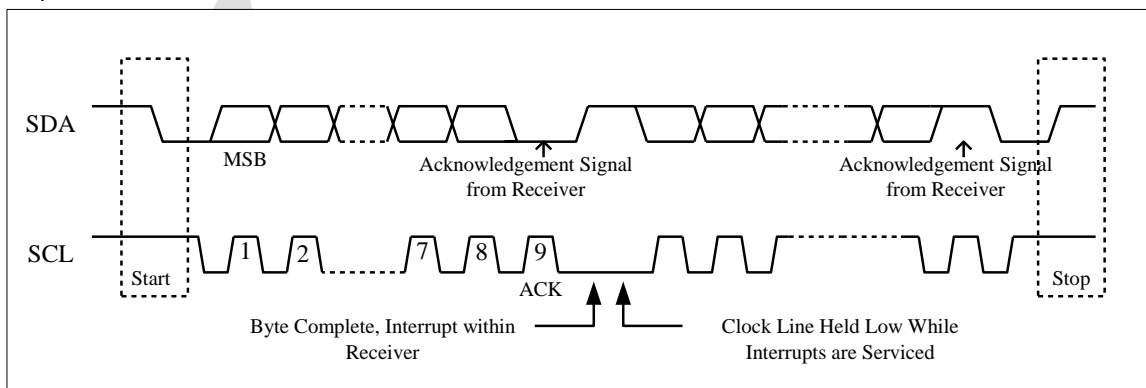 SDA
MSB
Acknowledgement Signal
from Receiver
Acknowledgement Signal
from Receiver
SCL
1
2
7
8
9
Start
ACK
Stop
Byte Complete, Interrupt within
Receiver
Clock Line Held Low While
Interrupts are Serviced